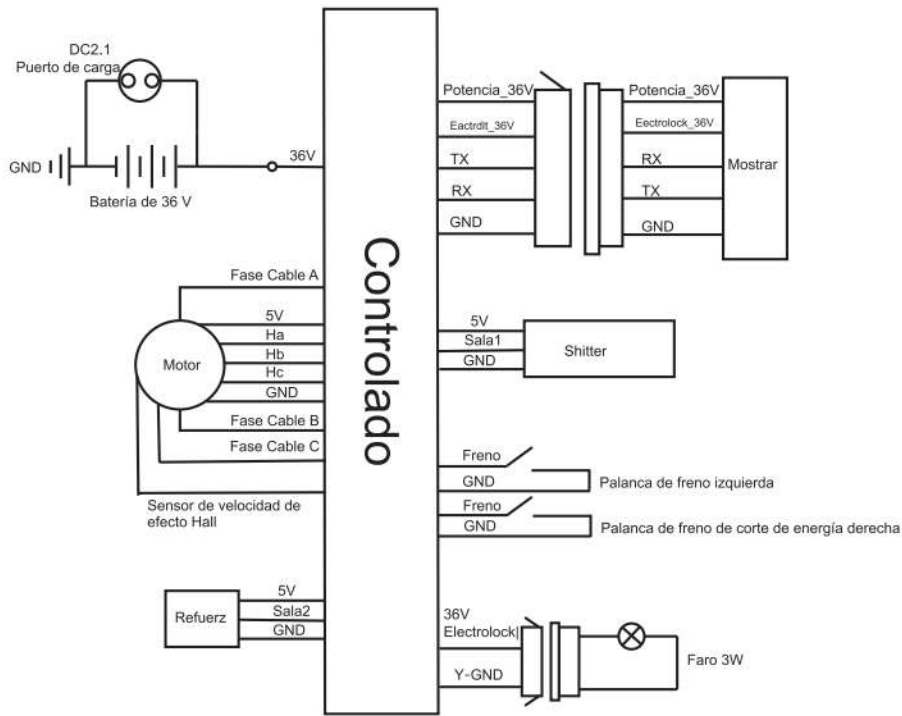 DC2.1
Puerto de carga
GND
36V
Batería de 36 V
Fase Cable A
5V
Ha
Hb
Hc
GND
Fase Cable B
Fase Cable C
Motor
Sensor de velocidad de
efecto Hall
5V
Sala2
GND
Refuerz
Controlado
Potencia_36V
Eactrdlt_36V
TX
RX
GND
Potencia_36V
Eectrolock_36V
RX
TX
GND
Mostrar
5V
Sala1
GND
Shitter
Freno
GND
Palanca de freno izquierda
Freno
GND
Palanca de freno de corte de energía derecha
36V
Electrolock|
Y-GND
Faro 3W